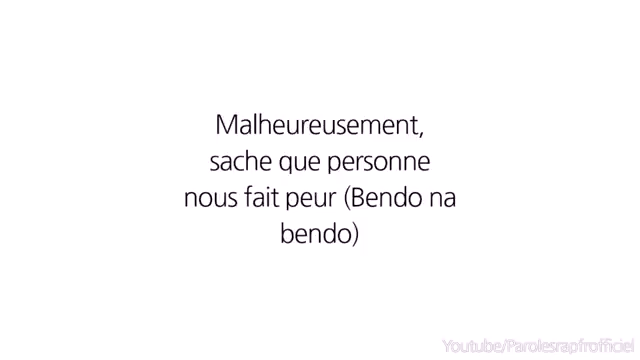 Malheureusement,
sache que personne
nous fait peur (Bendo na
bendo)
Youtube/Parolesrapfrofficiel